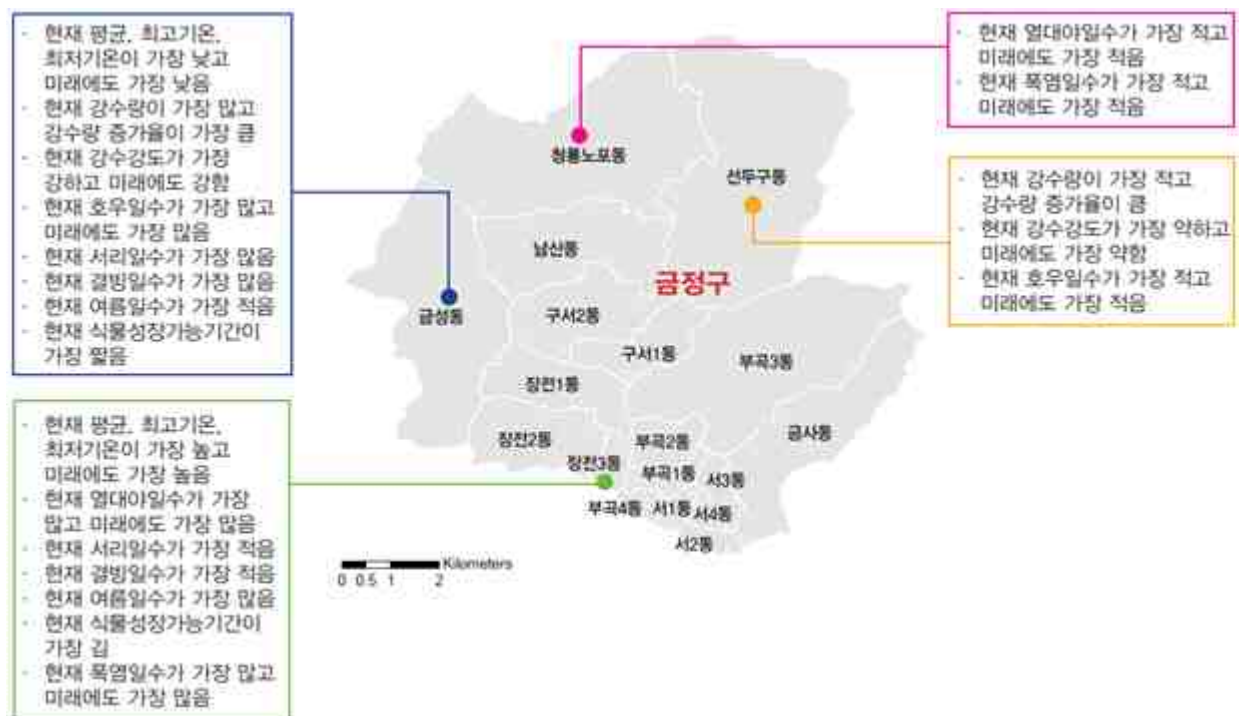 · 현재 평균, 최고기온,
최저기온이 가장 낮고
미래에도 가장 낮음
· 현재 강수량이 가장 많고
강수량 증가율이 가장 큼
· 현재 강수강도가 가장
강하고 미래에도 강함
· 현재 호우일수가 가장 많고
미래에도 가장 많음
· 현재 서리일수가 가장 많음
· 현재 결빙일수가 가장 많음
· 현재 여름일수가 가장 적음
· 현재 식물성장가능기간이
가장 짧음
· 현재 평균, 최고기온,
최저기온이 가장 높고
미래에도 가장 높음
· 현재 열대야일수가 가장
많고 미래에도 가장 많음
· 현재 서리일수가 가장 적음
· 현재 결빙일수가 가장 적음
· 현재 여름일수가 가장 많음
· 현재 식물성장가능기간이
가장 김
· 현재 폭염일수가 가장 많고
미래에도 가장 많음
청룡노포동
선두구동
남산동
금정구
금성동
구서2동
구서1동
부곡3동
장전1동
금사동
장전2동
부곡2동
장전3동
부곡1동
서3동
부곡4동
서1동
서4동
서2동
Kilometers
0 0.5 1 2
· 현재 열대야일수가 가장 적고
미래에도 가장 적음
· 현재 폭염일수가 가장 적고
미래에도 가장 적음
· 현재 강수량이 가장 적고
강수량 증가율이 큼
· 현재 강수강도가 가장 약하고
미래에도 가장 약함
· 현재 호우일수가 가장 적고
미래에도 가장 적음